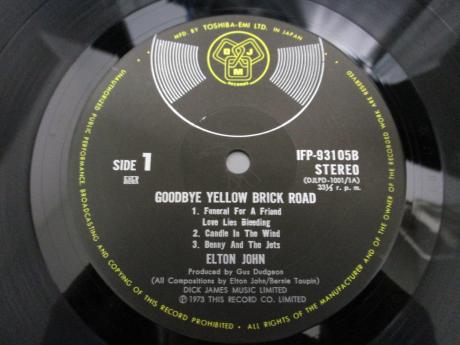 MFD. BY TOSHIBA-EMI LTD. IN JAPAN
DJM
RECORDS
SIDE 1
IFP-93105B
STEREO
(DJLPD-1001/1A)
33⅓ r. p. m.
GOODBYE YELLOW BRICK ROAD
1. Funeral For A Friend
Love Lies Bleeding
2. Candle In The Wind
3. Benny And The Jets
ELTON JOHN
Produced by Gus Dudgeon
(All Compositions by Elton John/Bernie Taupin)
DICK JAMES MUSIC LIMITED
Ⓟ1973 THIS RECORD CO. LIMITED
UNAUTHORIZED PUBLIC PERFORMANCE, BROADCASTING AND COPYING OF THIS RECORD PROHIBITED · ALL RIGHTS OF THE MANUFACTURER AND OF THE OWNER OF THE RECORDED WORK ARE RESERVED